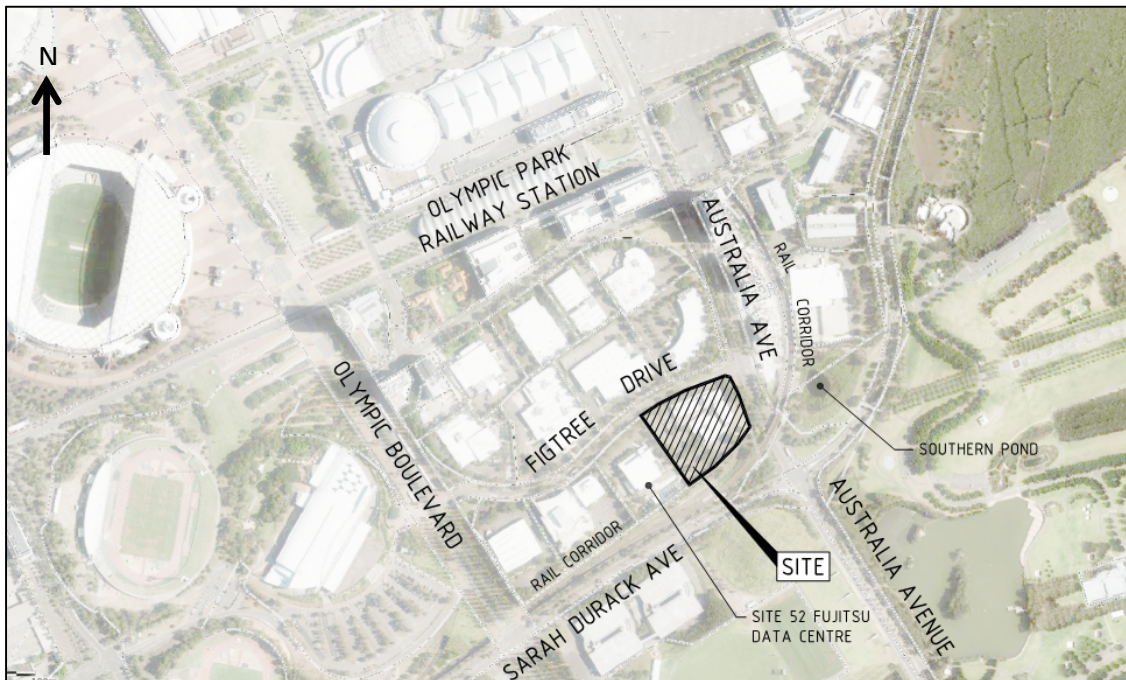 N
OLYMPIC PARK
RAILWAY STATION
AUSTRALIA AVE
RAIL
CORRIDOR
OLYMPIC BOULEVARD
FIGTREE DRIVE
SOUTHERN POND
RAIL CORRIDOR
SARAH DURACK AVE
SITE
AUSTRALIA AVENUE
SITE 52 FUJITSU
DATA CENTRE